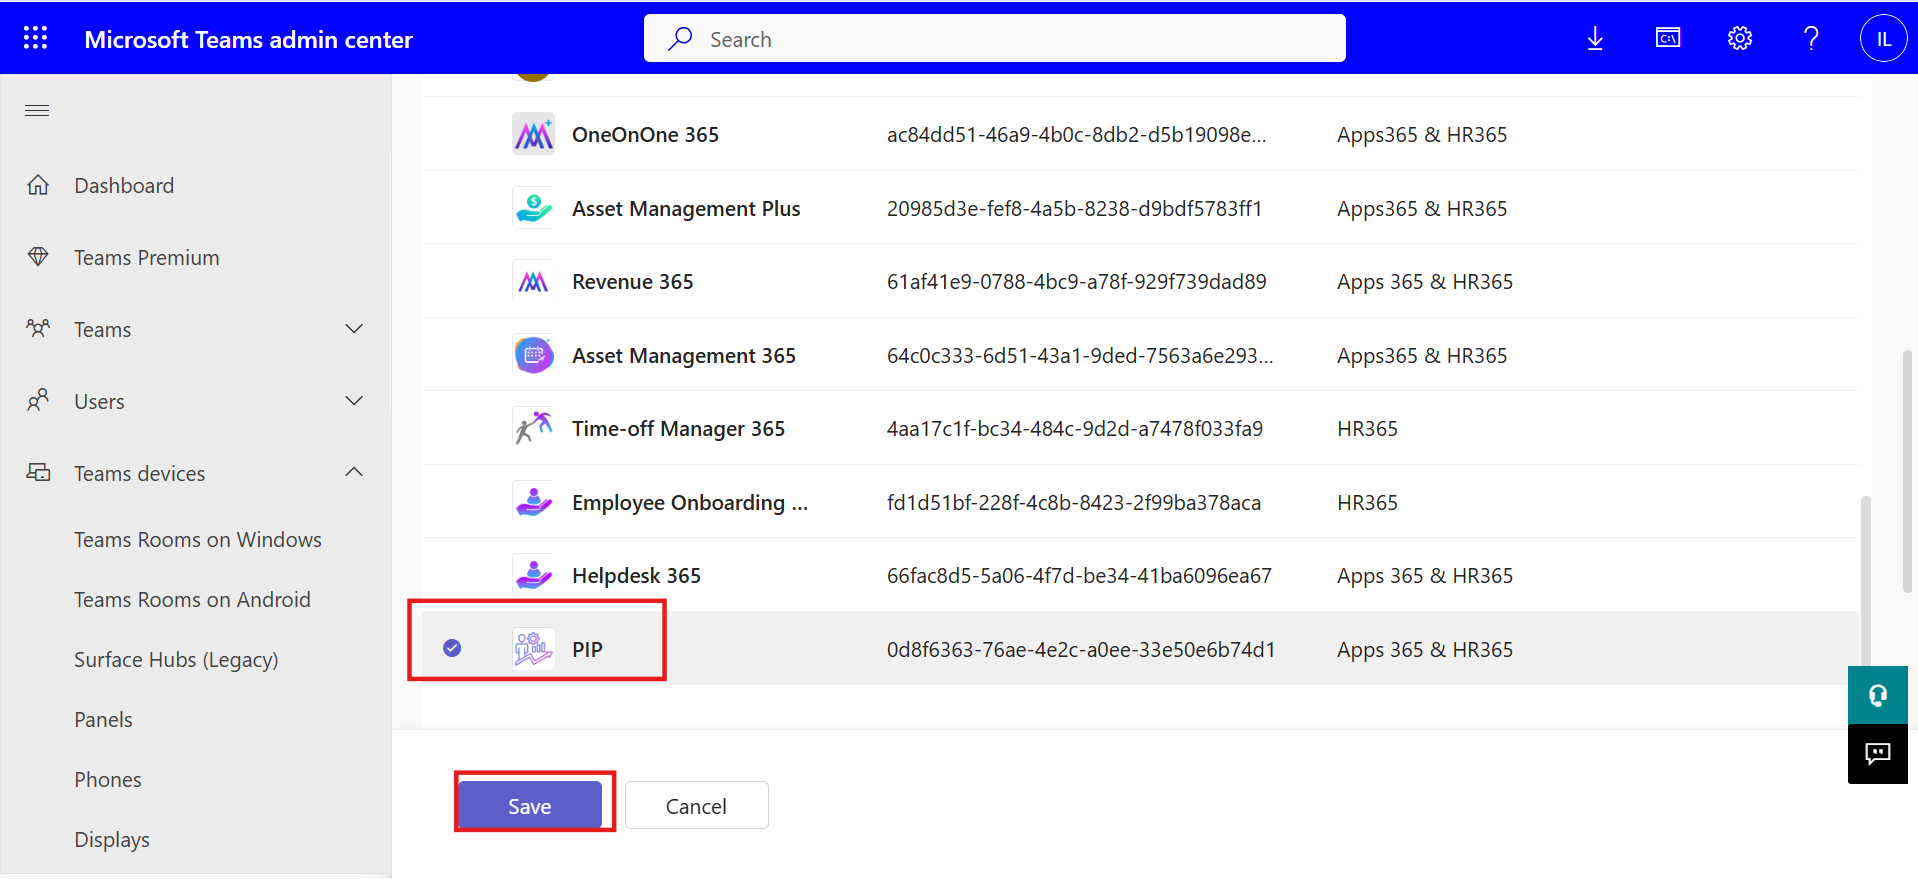 Microsoft Teams admin center
Search
C:\
?
IL
Dashboard
Teams Premium
Teams
Users
Teams devices
Teams Rooms on Windows
Teams Rooms on Android
Surface Hubs (Legacy)
Panels
Phones
Displays
OneOnOne 365 ac84dd51-46a9-4b0c-8db2-d5b19098e... Apps365 & HR365
Asset Management Plus 20985d3e-fef8-4a5b-8238-d9bdf5783ff1 Apps365 & HR365
Revenue 365 61af41e9-0788-4bc9-a78f-929f739dad89 Apps 365 & HR365
Asset Management 365 64c0c333-6d51-43a1-9ded-7563a6e293... Apps365 & HR365
Time-off Manager 365 4aa17c1f-bc34-484c-9d2d-a7478f033fa9 HR365
Employee Onboarding ... fd1d51bf-228f-4c8b-8423-2f99ba378aca HR365
Helpdesk 365 66fac8d5-5a06-4f7d-be34-41ba6096ea67 Apps 365 & HR365
PIP 0d8f6363-76ae-4e2c-a0ee-33e50e6b74d1 Apps 365 & HR365
Save
Cancel